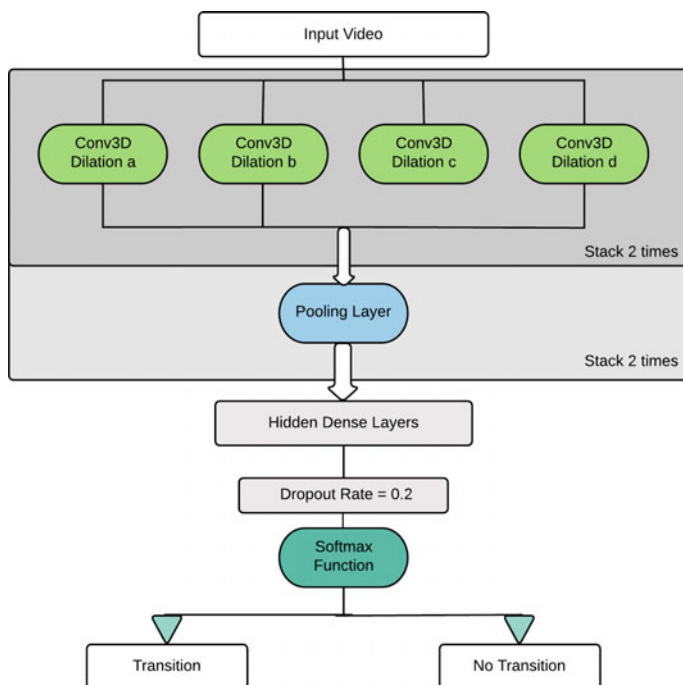 Input Video
Conv3D
Dilation a
Conv3D
Dilation b
Conv3D
Dilation c
Conv3D
Dilation d
Stack 2 times
Pooling Layer
Stack 2 times
Hidden Dense Layers
Dropout Rate = 0.2
Softmax
Function
Transition
No Transition